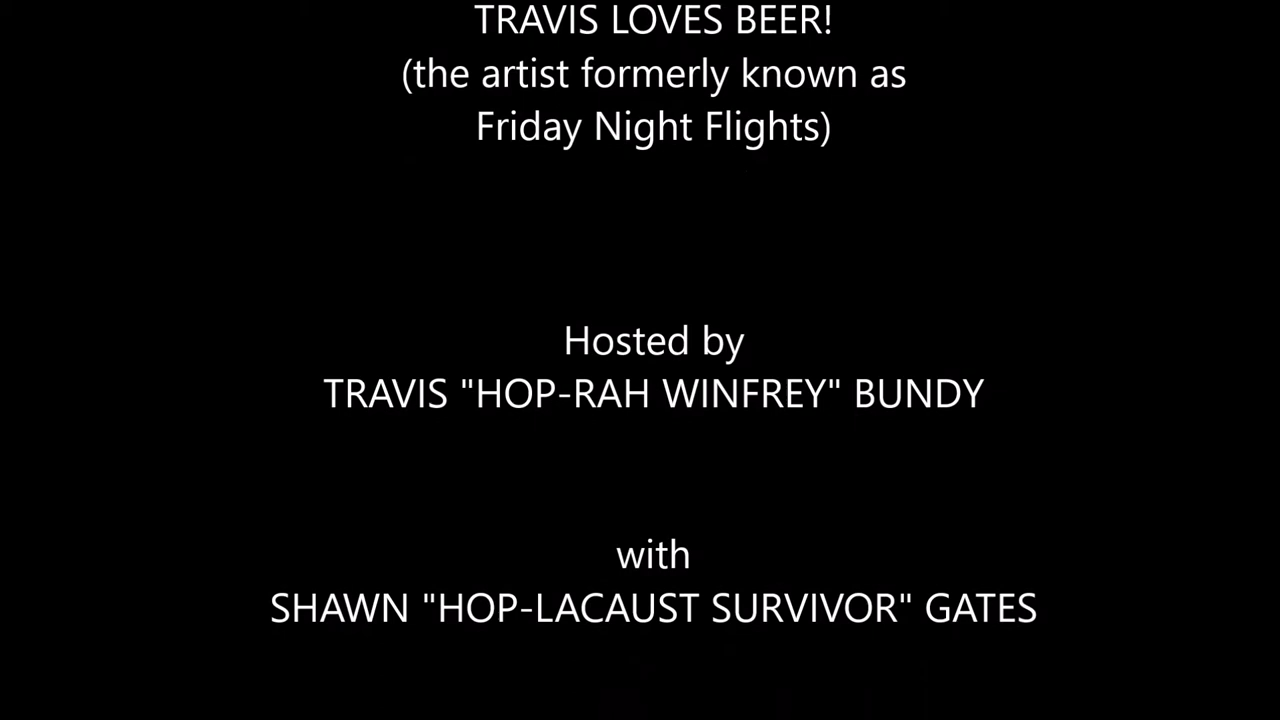 TRAVIS LOVES BEER!
(the artist formerly known as
Friday Night Flights)
Hosted by
TRAVIS "HOP-RAH WINFREY" BUNDY
with
SHAWN "HOP-LACAUST SURVIVOR" GATES